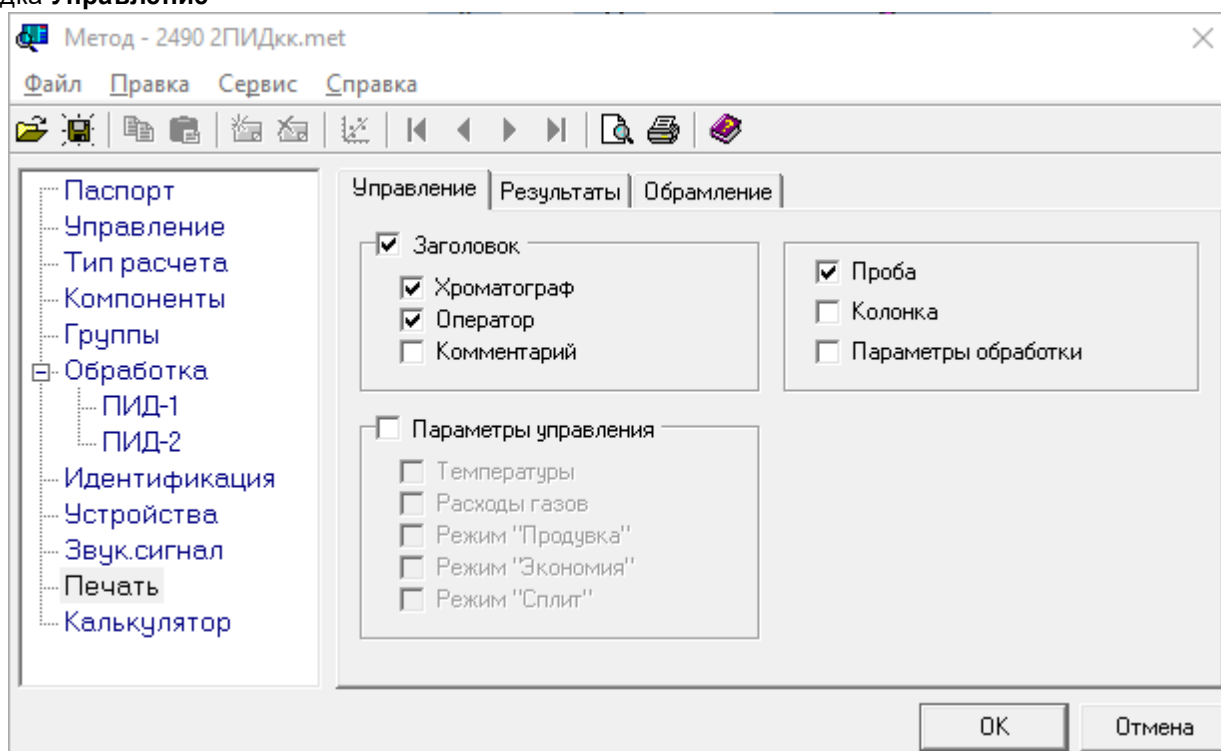 Управление
Метод - 2490 2ПИДкк.met
Файл Правка Сервис Справка
Паспорт
Управление
Тип расчета
Компоненты
Группы
Обработка
ПИД-1
ПИД-2
Идентификация
Устройства
Звук.сигнал
Печать
Калькулятор
Управление Результаты Обрамление
Заголовок
Хроматограф
Оператор
Комментарий
Проба
Колонка
Параметры обработки
Параметры управления
Температуры
Расходы газов
Режим "Продувка"
Режим "Экономия"
Режим "Сплит"
OK Отмена